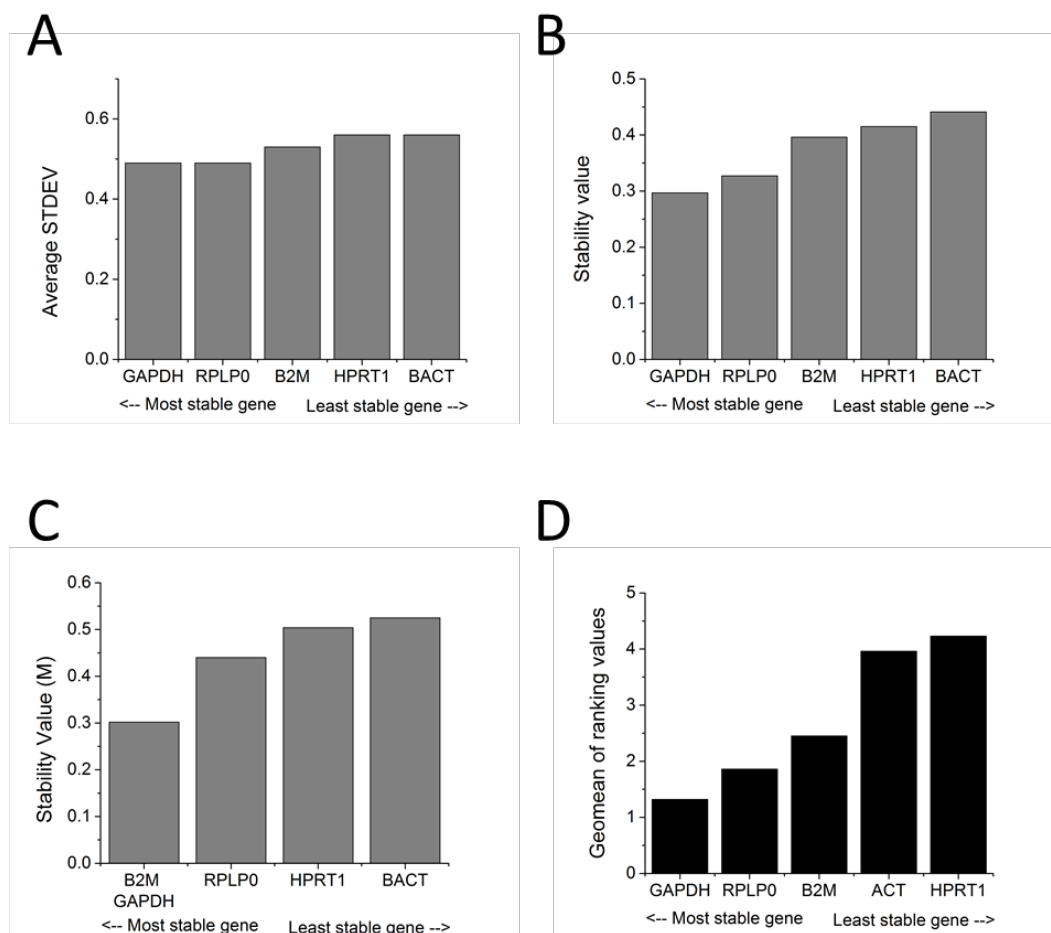 A
Average STDEV
0.6
0.4
0.2
0.0
GAPDH RPLP0 B2M HPRT1 BACT
<-- Most stable gene Least stable gene -->
B
Stability value
0.5
0.4
0.3
0.2
0.1
0.0
GAPDH RPLP0 B2M HPRT1 BACT
<-- Most stable gene Least stable gene -->
C
Stability Value (M)
0.6
0.5
0.4
0.3
0.2
0.1
0.0
B2M RPLP0 HPRT1 BACT
GAPDH
<-- Most stable gene Least stable gene -->
D
Geomean of ranking values
5
4
3
2
1
0
GAPDH RPLP0 B2M ACT HPRT1
<-- Most stable gene Least stable gene -->